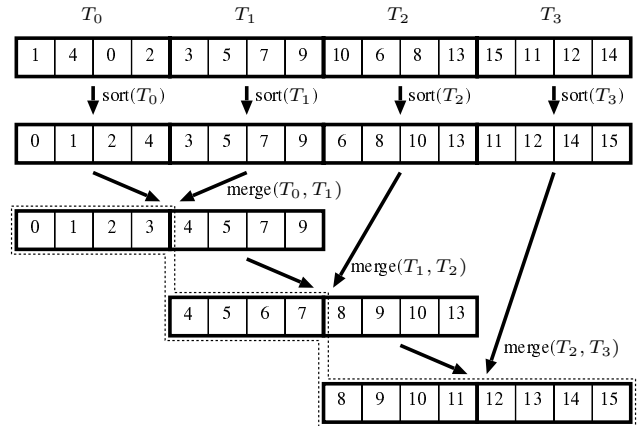 T0 T1 T2 T3
1 4 0 2 3 5 7 9 10 6 8 13 15 11 12 14
sort(T0) sort(T1) sort(T2) sort(T3)
0 1 2 4 3 5 7 9 6 8 10 13 11 12 14 15
merge(T0, T1)
0 1 2 3 4 5 7 9
merge(T1, T2)
4 5 6 7 8 9 10 13
merge(T2, T3)
8 9 10 11 12 13 14 15